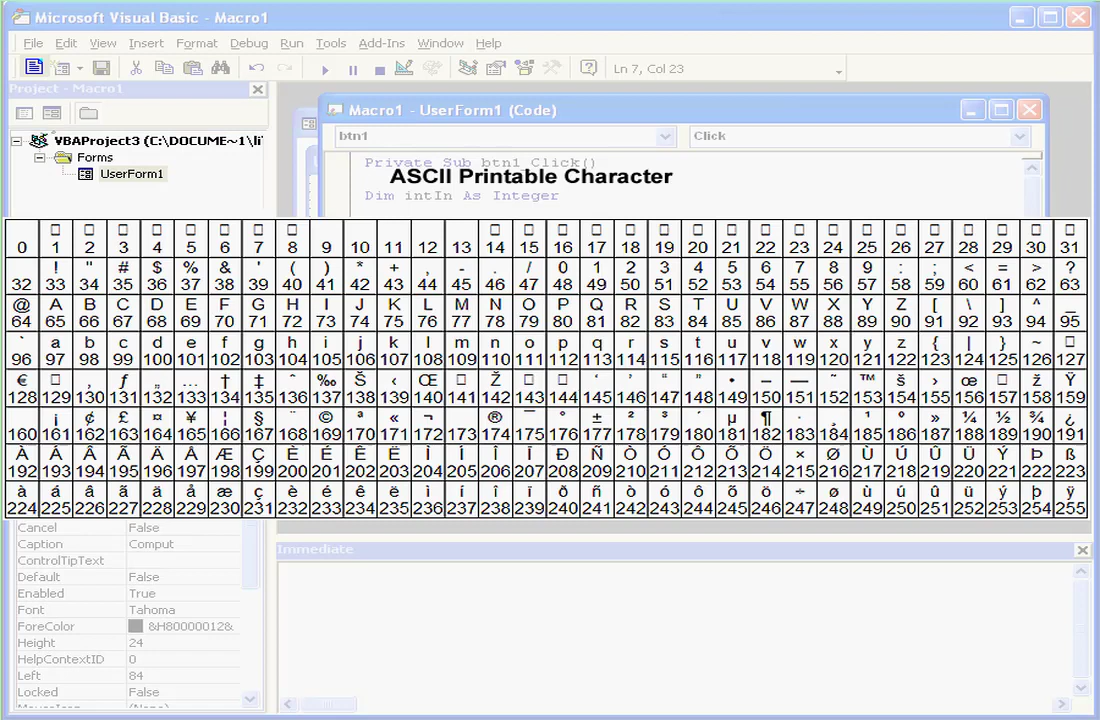 Microsoft Visual Basic - Macro1
File Edit View Insert Format Debug Run Tools Add-Ins Window Help
Ln 7, Col 23
Project - Macro1
VBAProject3 (C:\DOCUME~1\li
Forms
UserForm1
Macro1 - UserForm1 (Code)
btn1 Click
Private Sub btn1 Click()
ASCII Printable Character
Dim intIn As Integer
0 1 2 3 4 5 6 7 8 9 10 11 12 13 14 15 16 17 18 19 20 21 22 23 24 25 26 27 28 29 30 31
! " # $ % & ' ( ) * + , - . / 0 1 2 3 4 5 6 7 8 9 : ; < = > ?
32 33 34 35 36 37 38 39 40 41 42 43 44 45 46 47 48 49 50 51 52 53 54 55 56 57 58 59 60 61 62 63
@ A B C D E F G H I J K L M N O P Q R S T U V W X Y Z [ \ ] ^ _
64 65 66 67 68 69 70 71 72 73 74 75 76 77 78 79 80 81 82 83 84 85 86 87 88 89 90 91 92 93 94 95
` a b c d e f g h i j k l m n o p q r s t u v w x y z { | } ~
96 97 98 99 100 101 102 103 104 105 106 107 108 109 110 111 112 113 114 115 116 117 118 119 120 121 122 123 124 125 126 127
€ ‚ ƒ „ … † ‡ ˆ ‰ Š ‹ Œ Ž ‘ ’ “ ” • – — ˜ ™ š › œ ž Ÿ
128 129 130 131 132 133 134 135 136 137 138 139 140 141 142 143 144 145 146 147 148 149 150 151 152 153 154 155 156 157 158 159
¡ ¢ £ ¤ ¥ ¦ § ¨ © ª « ¬ ® ¯ ° ± ² ³ ´ µ ¶ · ¸ ¹ º » ¼ ½ ¾ ¿
160 161 162 163 164 165 166 167 168 169 170 171 172 173 174 175 176 177 178 179 180 181 182 183 184 185 186 187 188 189 190 191
À Á Â Ã Ä Å Æ Ç È É Ê Ë Ì Í Î Ï Ð Ñ Ò Ó Ô Õ Ö × Ø Ù Ú Û Ü Ý Þ ß
192 193 194 195 196 197 198 199 200 201 202 203 204 205 206 207 208 209 210 211 212 213 214 215 216 217 218 219 220 221 222 223
à á â ã ä å æ ç è é ê ë ì í î ï ð ñ ò ó ô õ ö ÷ ø ù ú û ü ý þ ÿ
224 225 226 227 228 229 230 231 232 233 234 235 236 237 238 239 240 241 242 243 244 245 246 247 248 249 250 251 252 253 254 255
Cancel False
Caption Comput
ControlTipText
Default False
Enabled True
Font Tahoma
ForeColor &H80000012&
Height 24
HelpContextID 0
Left 84
Locked False
Immediate